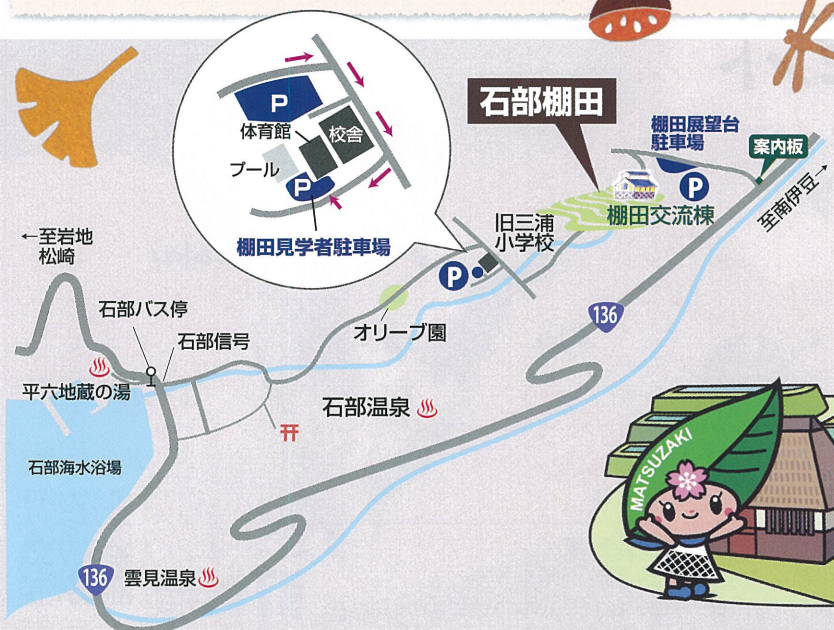 P
体育館
校舎
プール
P
棚田見学者駐車場
石部棚田
棚田展望台
駐車場
案内板
P
棚田交流棟
至南伊豆→
旧三浦
小学校
P
←至岩地
松崎
石部バス停
石部信号
オリーブ園
136
平六地蔵の湯
石部温泉
石部海水浴場
MATSUZAKI
136
雲見温泉